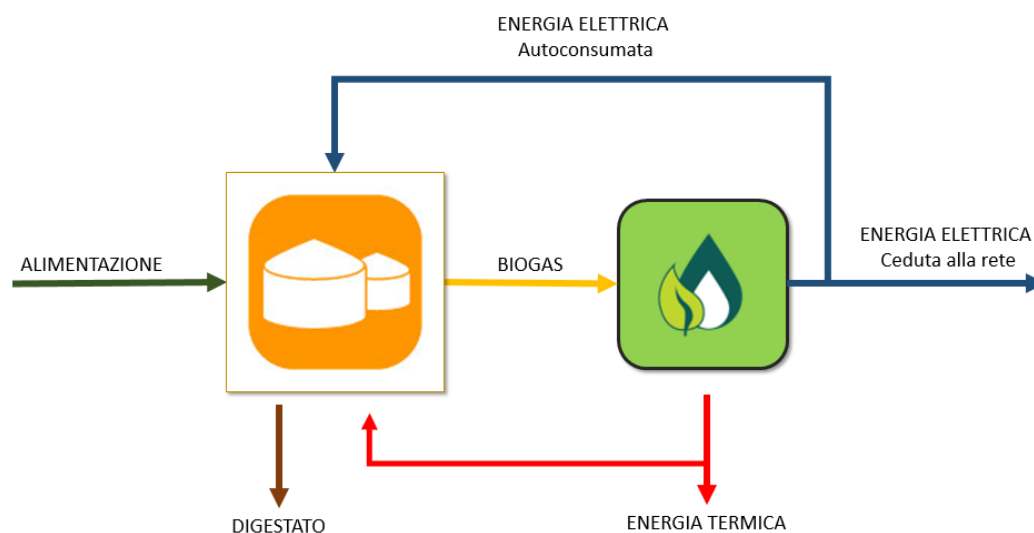 ENERGIA ELETTRICA
Autoconsumata
ENERGIA ELETTRICA
Ceduta alla rete
ALIMENTAZIONE
BIOGAS
DIGESTATO
ENERGIA TERMICA